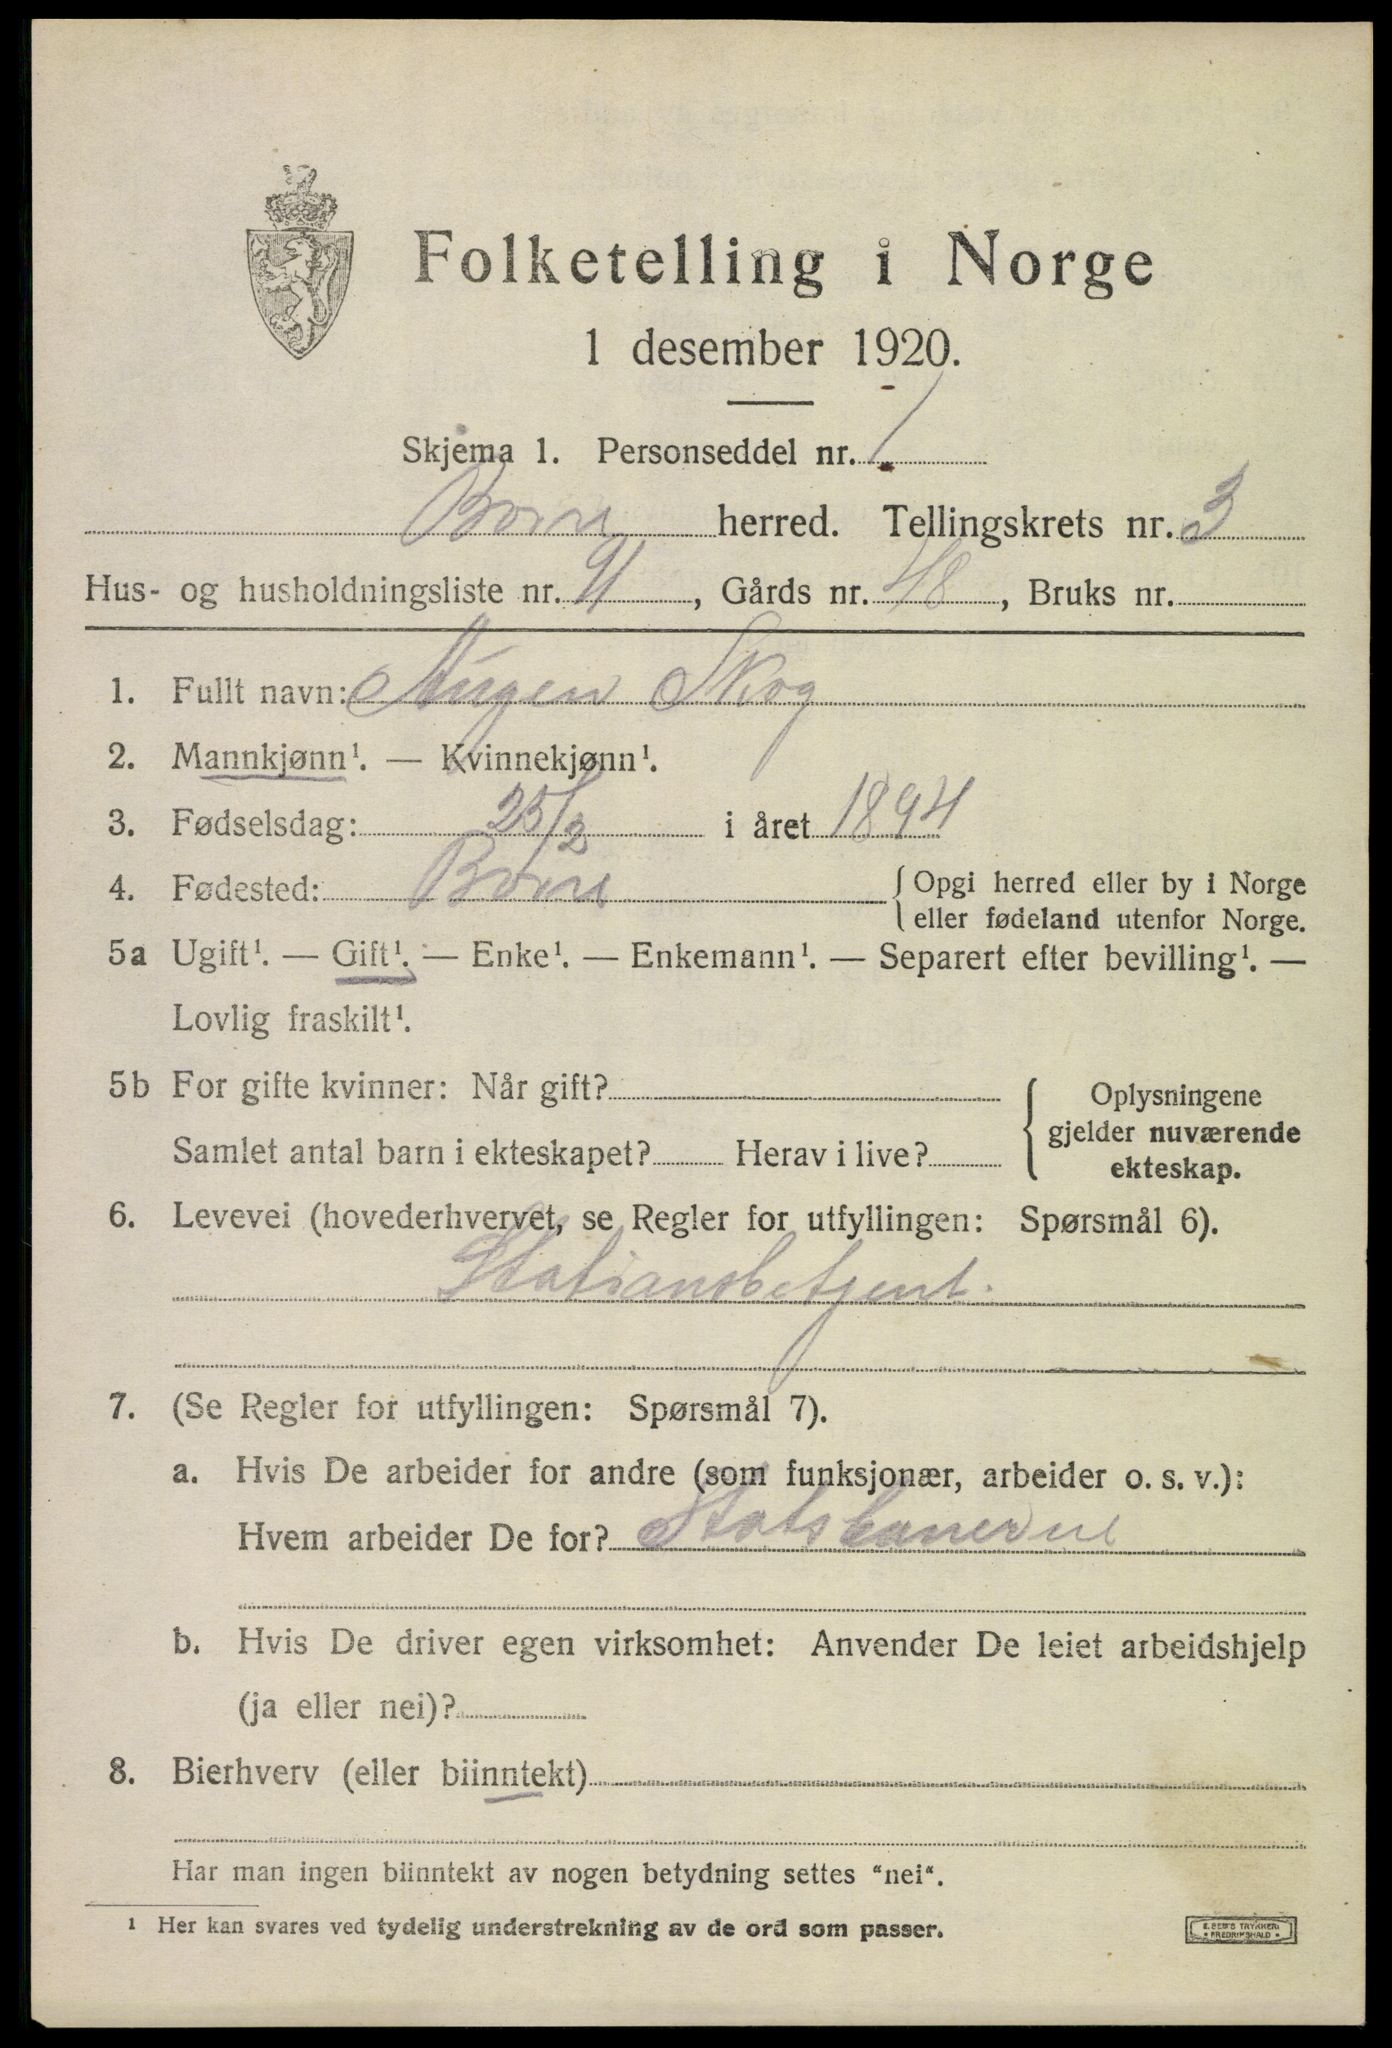 Folketelling i Norge
1 desember 1920.
Skjema 1. Personseddel nr. 1
Borre herred. Tellingskrets nr. 3
Hus- og husholdningsliste nr. 91, Gårds nr. 48, Bruks nr.
1. Fullt navn: Skog
2. Mannkjønn¹. — Kvinnekjønn¹.
3. Fødselsdag: 25/2 i året 1894
4. Fødested: Borre { Opgi herred eller by i Norge
eller fødeland utenfor Norge.
5a Ugift¹. — Gift¹. — Enke¹. — Enkemann¹. — Separert efter bevilling¹. —
Lovlig fraskilt¹.
5b For gifte kvinner: Når gift?
Samlet antal barn i ekteskapet? Herav i live?
{ Oplysningene
gjelder nuværende
ekteskap.
6. Levevei (hovederhvervet, se Regler for utfyllingen: Spørsmål 6).
Stationsbetjent.
7. (Se Regler for utfyllingen: Spørsmål 7).
a. Hvis De arbeider for andre (som funksjonær, arbeider o. s. v.):
Hvem arbeider De for? Statsbanerne
b. Hvis De driver egen virksomhet: Anvender De leiet arbeidshjelp
(ja eller nei)?
8. Bierhverv (eller biinntekt)
Har man ingen biinntekt av nogen betydning settes "nei".
¹ Her kan svares ved tydelig understrekning av de ord som passer.
E. SEM'S TRYKKERI
• FREDRIKSHALD •